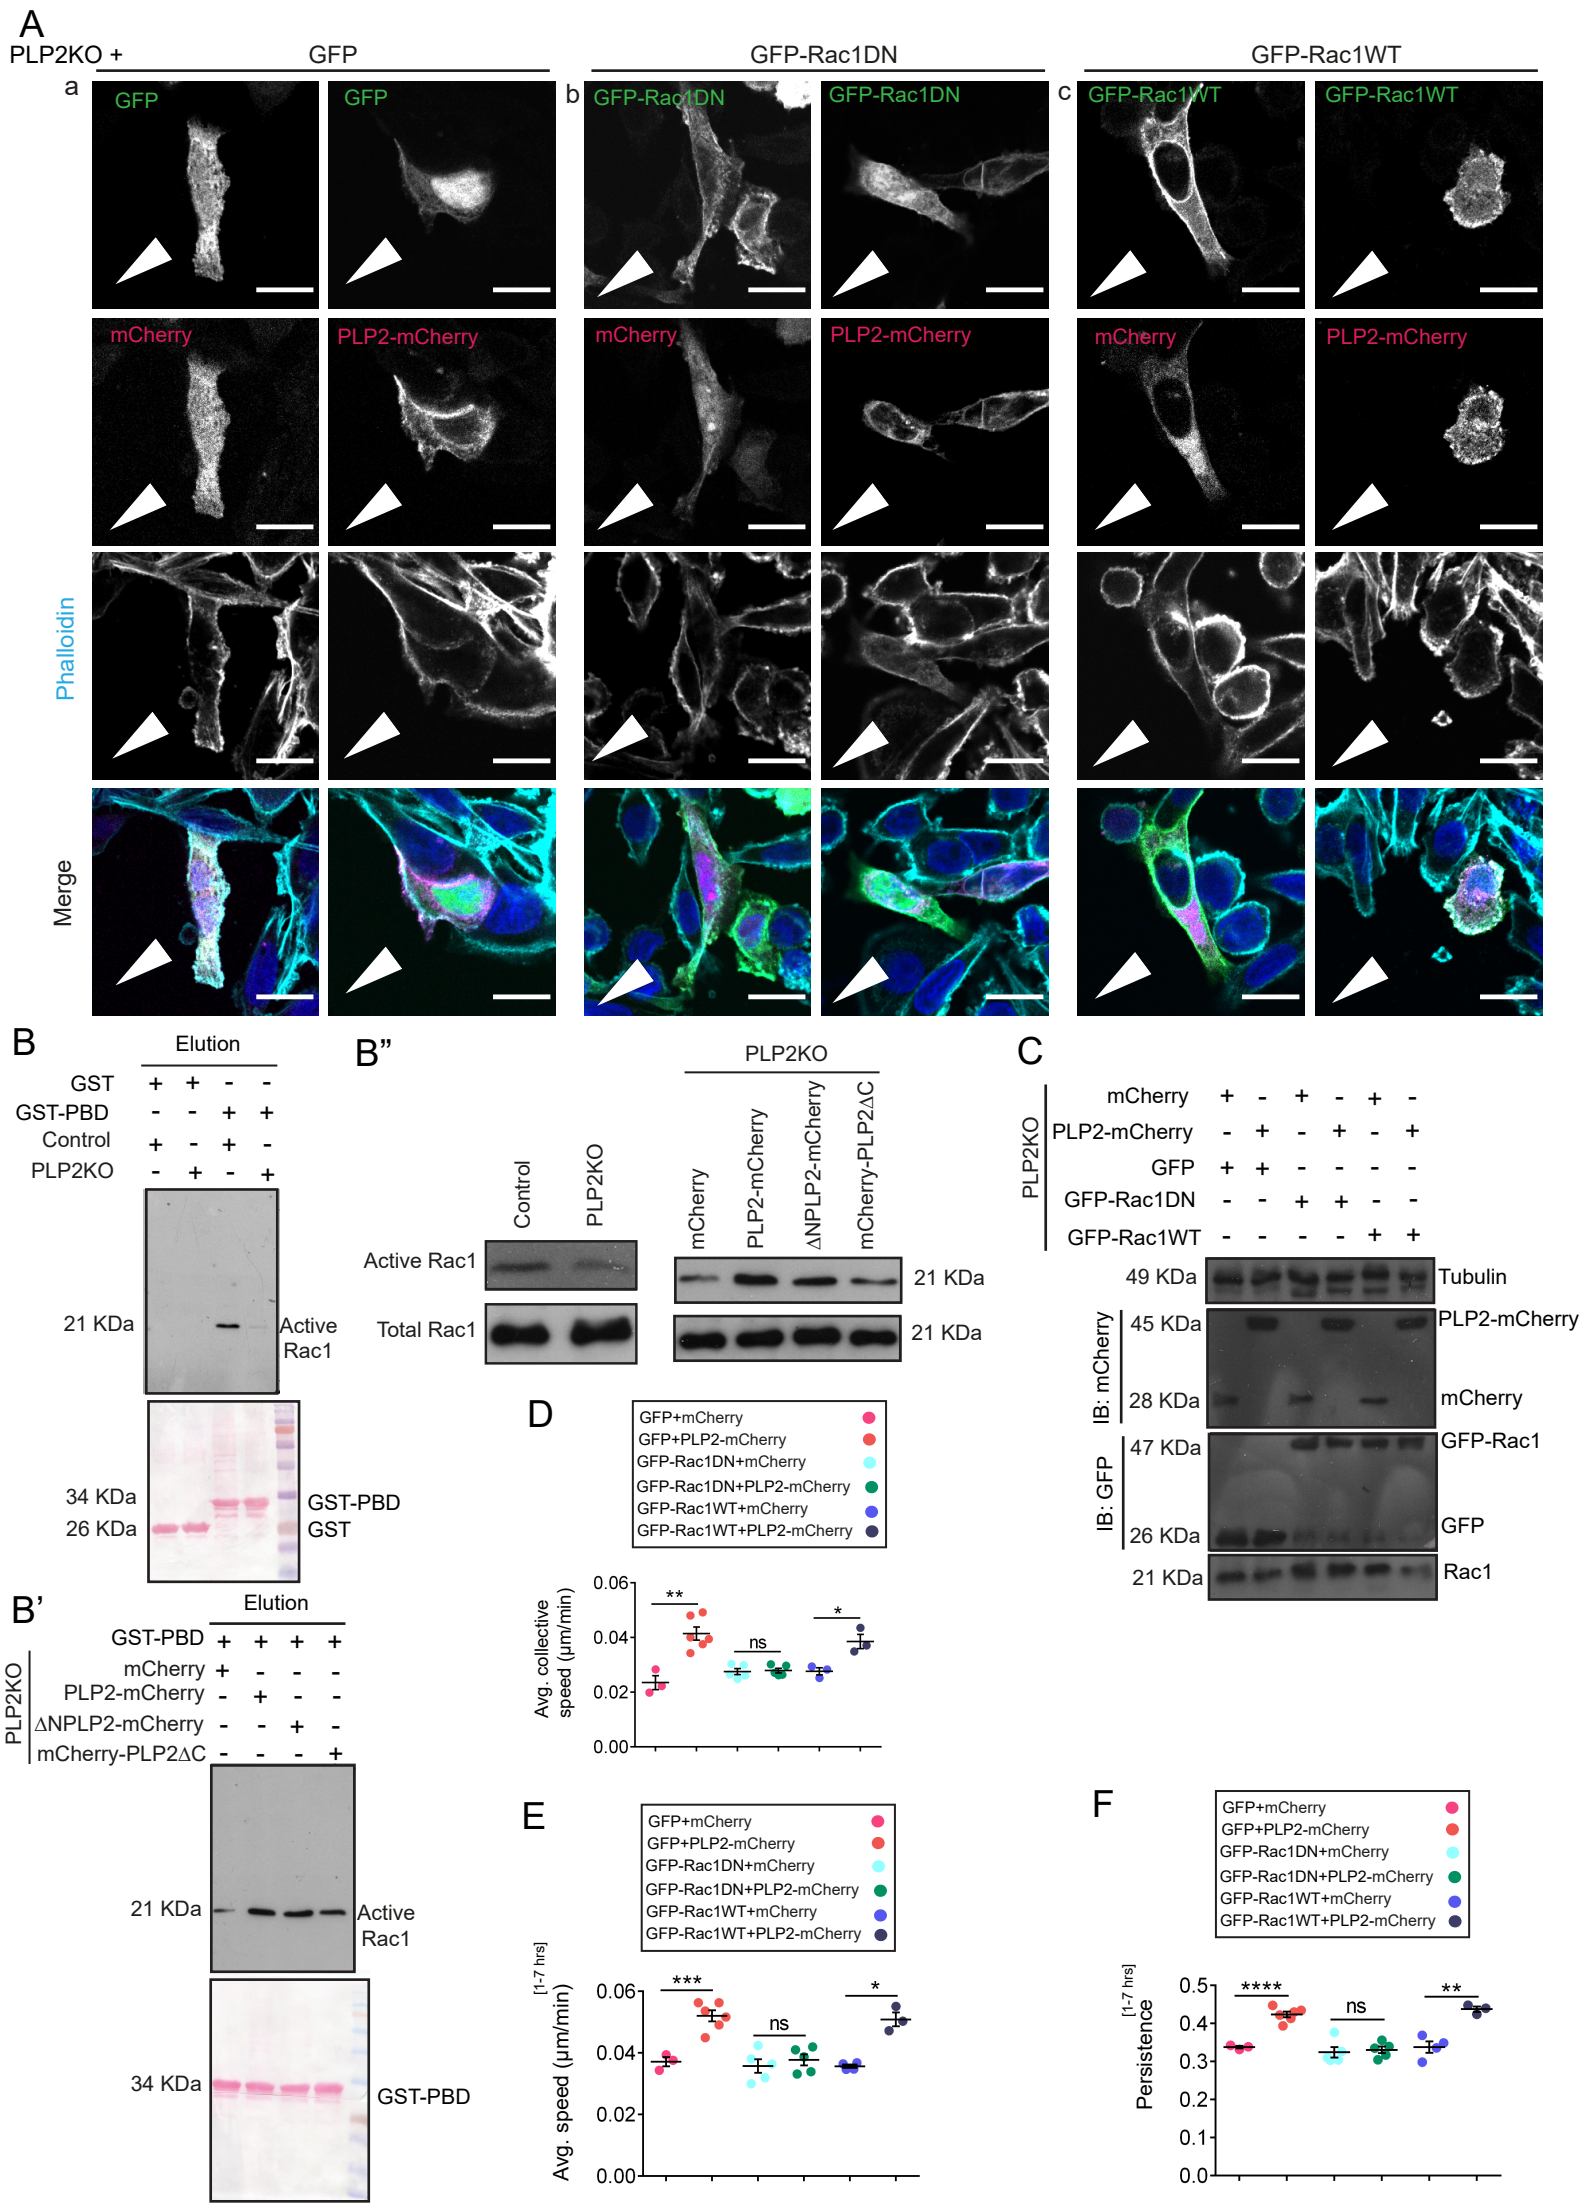 A
PLP2KO +
GFP
GFP-Rac1DN
GFP-Rac1WT
a
GFP
GFP
b
GFP-Rac1DN
GFP-Rac1DN
c
GFP-Rac1WT
GFP-Rac1WT
mCherry
PLP2-mCherry
mCherry
PLP2-mCherry
mCherry
PLP2-mCherry
Phalloidin
Merge
B
Elution
GST + + - -
GST-PBD - - + +
Control + - + -
PLP2KO - + - +
21 KDa
Active
Rac1
34 KDa
26 KDa
GST-PBD
GST
B’
Elution
PLP2KO
GST-PBD + + + +
mCherry + - - -
PLP2-mCherry - + - -
ΔNPLP2-mCherry - - + -
mCherry-PLP2ΔC - - - +
21 KDa
Active
Rac1
34 KDa
GST-PBD
B”
PLP2KO
Control
PLP2KO
mCherry
PLP2-mCherry
ΔNPLP2-mCherry
mCherry-PLP2ΔC
Active Rac1
21 KDa
Total Rac1
21 KDa
C
PLP2KO
mCherry + - + - + -
PLP2-mCherry - + - + - +
GFP + + - - - -
GFP-Rac1DN - - + + - -
GFP-Rac1WT - - - - + +
49 KDa
Tubulin
IB: mCherry
45 KDa
PLP2-mCherry
28 KDa
mCherry
IB: GFP
47 KDa
GFP-Rac1
26 KDa
GFP
21 KDa
Rac1
D
GFP+mCherry
GFP+PLP2-mCherry
GFP-Rac1DN+mCherry
GFP-Rac1DN+PLP2-mCherry
GFP-Rac1WT+mCherry
GFP-Rac1WT+PLP2-mCherry
Avg. collective
speed (μm/min)
0.06
0.04
0.02
0.00
**
ns
*
E
GFP+mCherry
GFP+PLP2-mCherry
GFP-Rac1DN+mCherry
GFP-Rac1DN+PLP2-mCherry
GFP-Rac1WT+mCherry
GFP-Rac1WT+PLP2-mCherry
[1-7 hrs]
Avg. speed (μm/min)
0.06
0.04
0.02
0.00
***
ns
*
F
GFP+mCherry
GFP+PLP2-mCherry
GFP-Rac1DN+mCherry
GFP-Rac1DN+PLP2-mCherry
GFP-Rac1WT+mCherry
GFP-Rac1WT+PLP2-mCherry
[1-7 hrs]
Persistence
0.5
0.4
0.3
0.2
0.1
0.0
****
ns
**